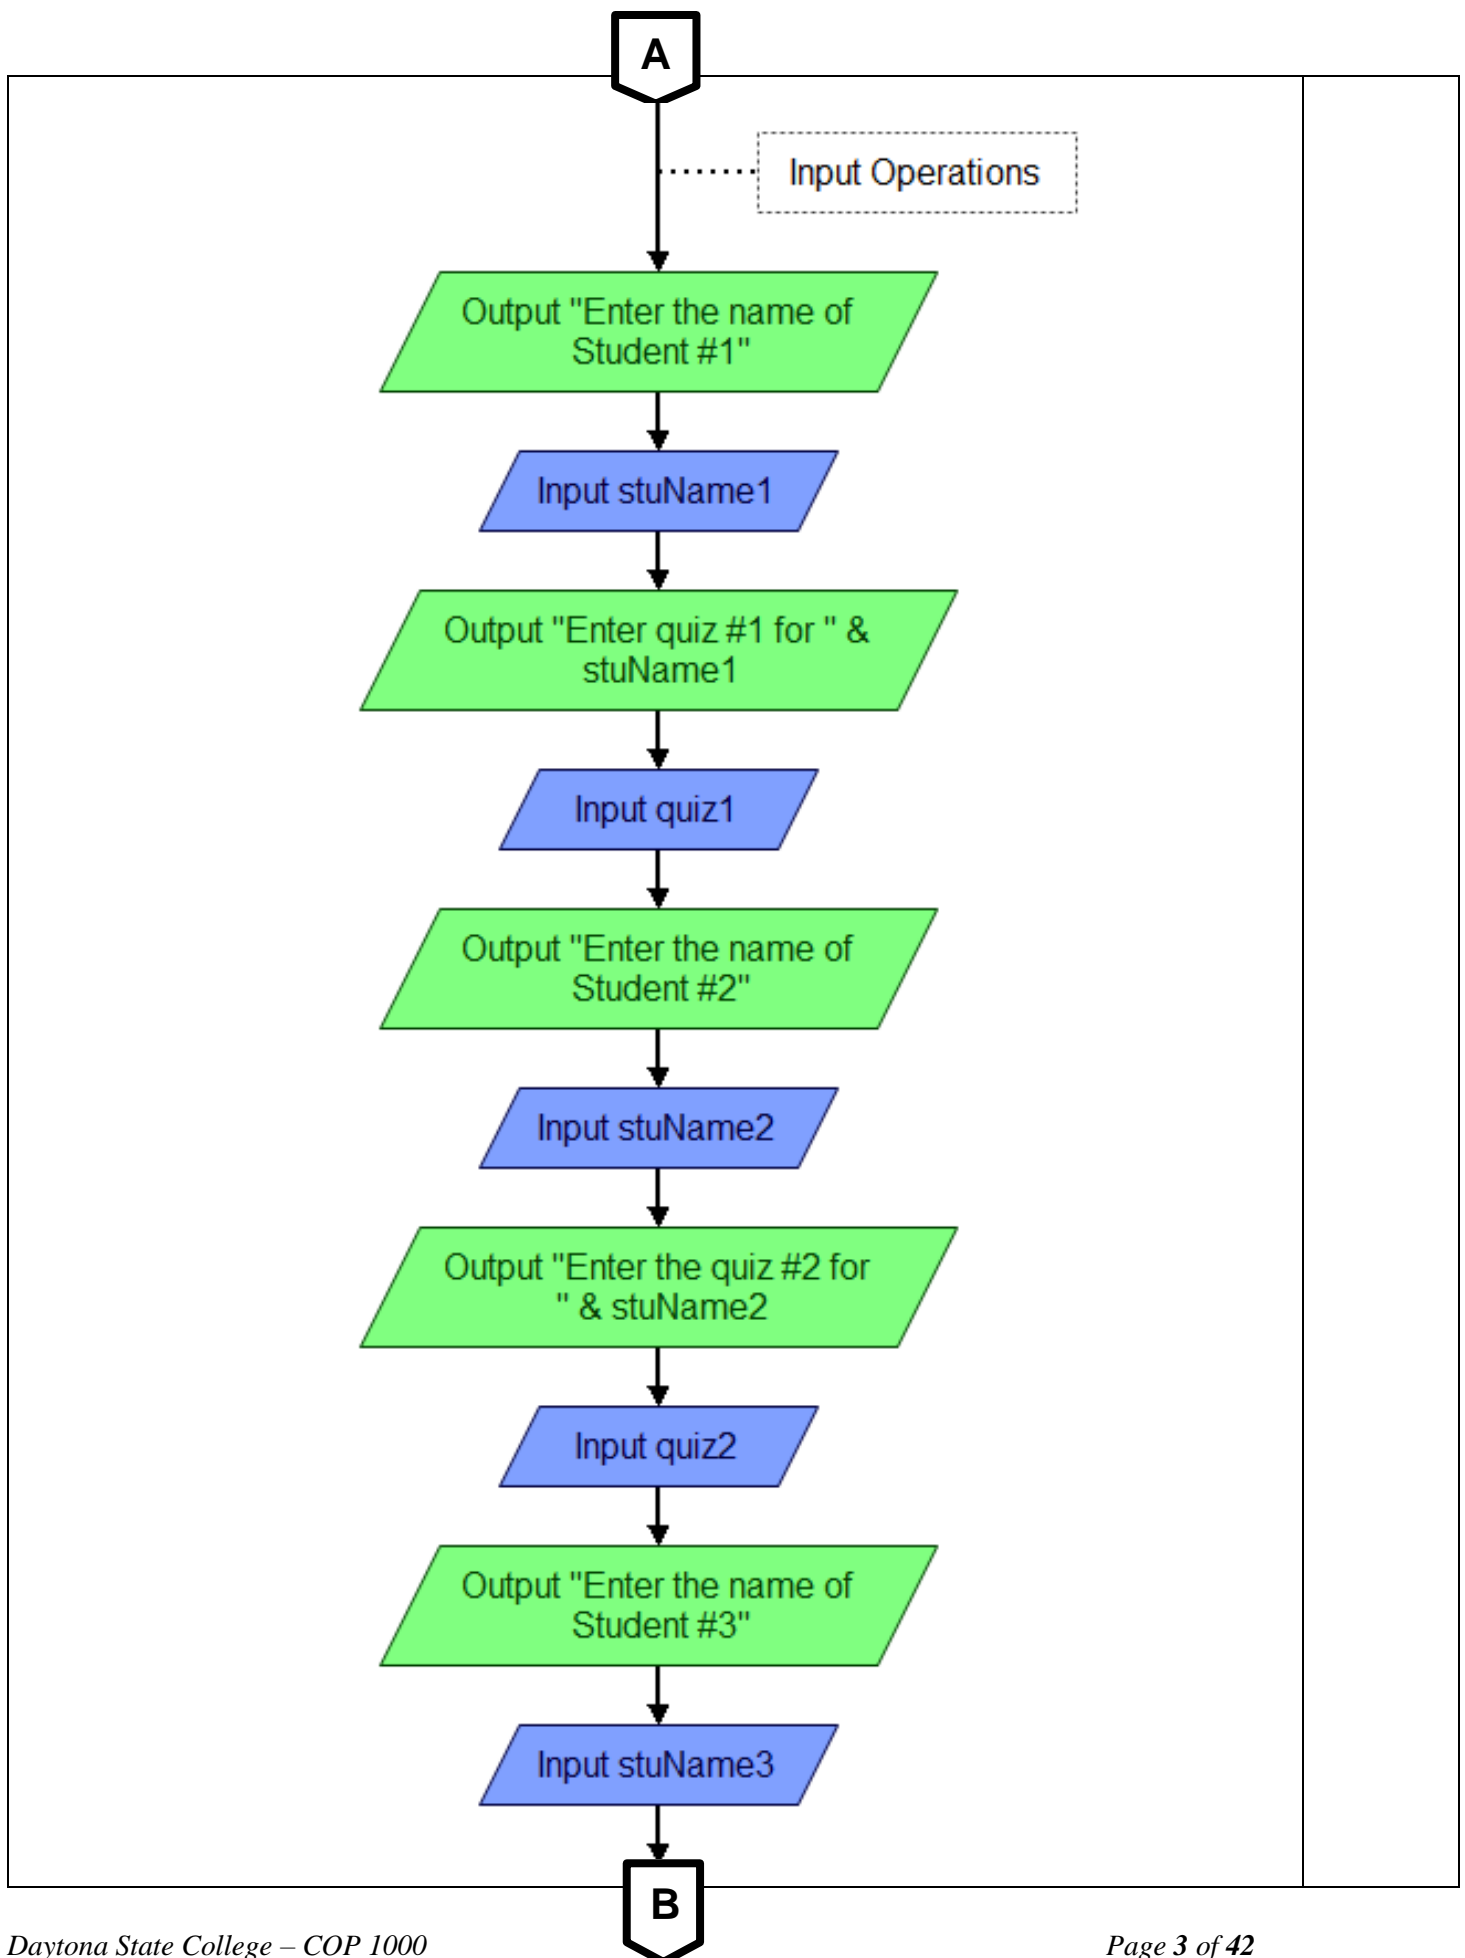 A
Input Operations
Output "Enter the name of
Student #1"
Input stuName1
Output "Enter quiz #1 for " &
stuName1
Input quiz1
Output "Enter the name of
Student #2"
Input stuName2
Output "Enter the quiz #2 for
" & stuName2
Input quiz2
Output "Enter the name of
Student #3"
Input stuName3
B
Daytona State College – COP 1000 Page 3 of 42